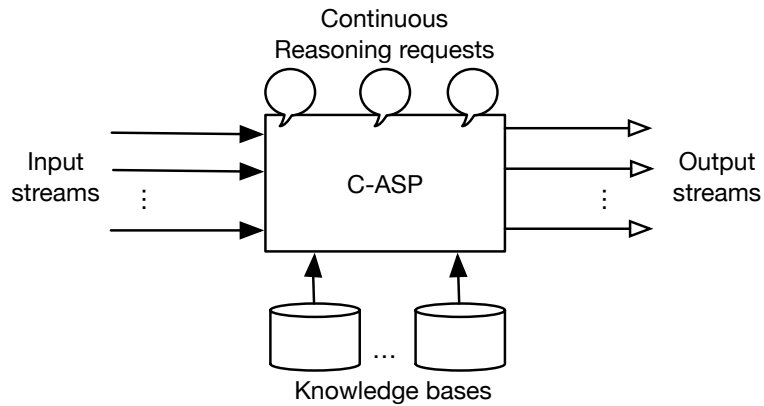 Continuous
Reasoning requests
Input
streams
...
C-ASP
Output
streams
...
...
Knowledge bases